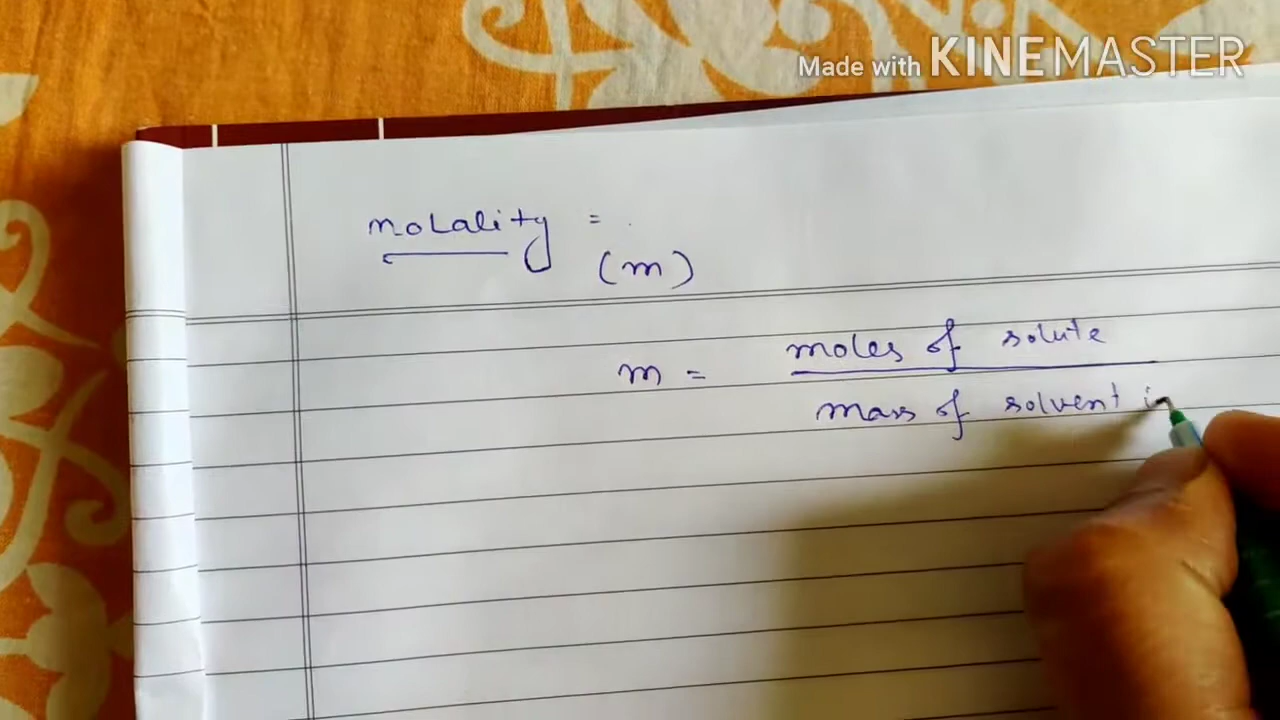 Made with KINEMASTER
moLality =
(m)
m = moles of solute
mass of solvent i